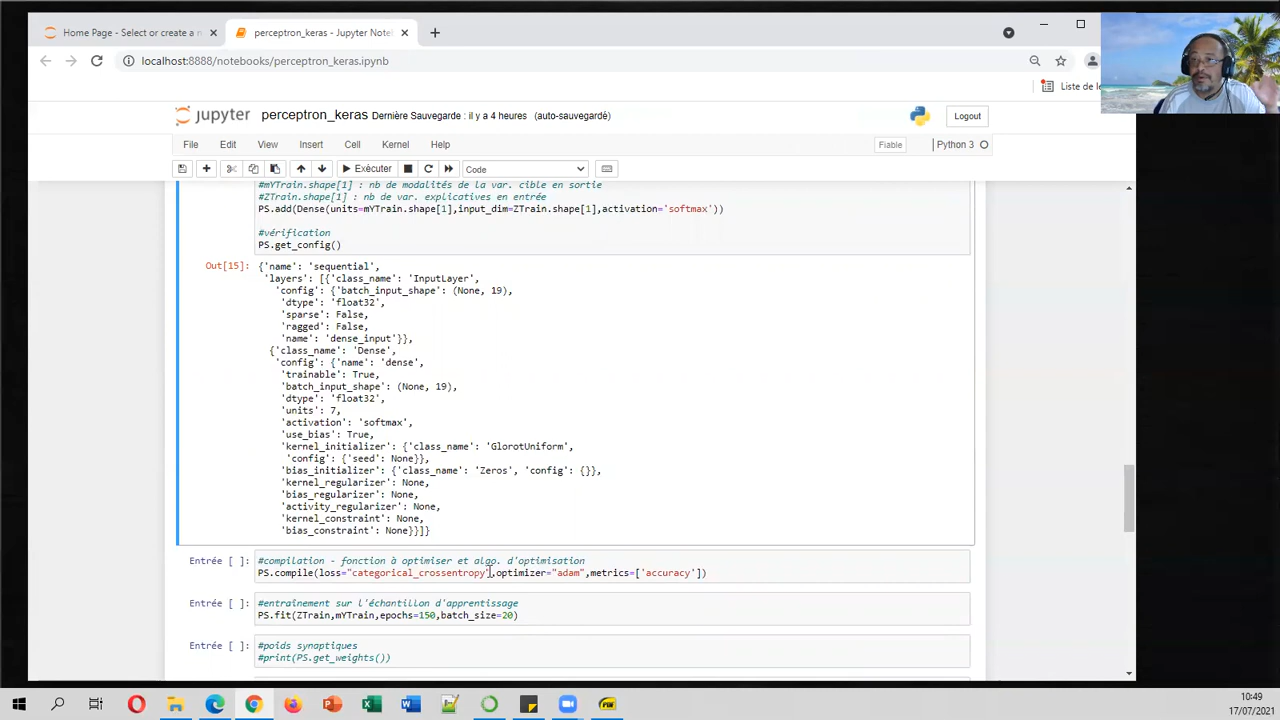 Home Page - Select or create a n
perceptron_keras - Jupyter Note
localhost:8888/notebooks/perceptron_keras.ipynb
Liste de le
jupyter perceptron_keras Dernière Sauvegarde : il y a 4 heures (auto-sauvegardé)
Logout
File Edit View Insert Cell Kernel Help
Fiable
Python 3
Exécuter
Code
#mYTrain.shape[1] : nb de modalités de la var. cible en sortie
#ZTrain.shape[1] : nb de var. explicatives en entrée
PS.add(Dense(units=mYTrain.shape[1],input_dim=ZTrain.shape[1],activation='softmax'))
#vérification
PS.get_config()
Out[15]: {'name': 'sequential',
'layers': [{'class_name': 'InputLayer',
'config': {'batch_input_shape': (None, 19),
'dtype': 'float32',
'sparse': False,
'ragged': False,
'name': 'dense_input'}},
{'class_name': 'Dense',
'config': {'name': 'dense',
'trainable': True,
'batch_input_shape': (None, 19),
'dtype': 'float32',
'units': 7,
'activation': 'softmax',
'use_bias': True,
'kernel_initializer': {'class_name': 'GlorotUniform',
'config': {'seed': None}},
'bias_initializer': {'class_name': 'Zeros', 'config': {}},
'kernel_regularizer': None,
'bias_regularizer': None,
'activity_regularizer': None,
'kernel_constraint': None,
'bias_constraint': None}}]}
Entrée [ ]: #compilation - fonction à optimiser et algo. d'optimisation
PS.compile(loss="categorical_crossentropy",optimizer="adam",metrics=['accuracy'])
Entrée [ ]: #entraînement sur l'échantillon d'apprentissage
PS.fit(ZTrain,mYTrain,epochs=150,batch_size=20)
Entrée [ ]: #poids synaptiques
#print(PS.get_weights())
10:49
17/07/2021